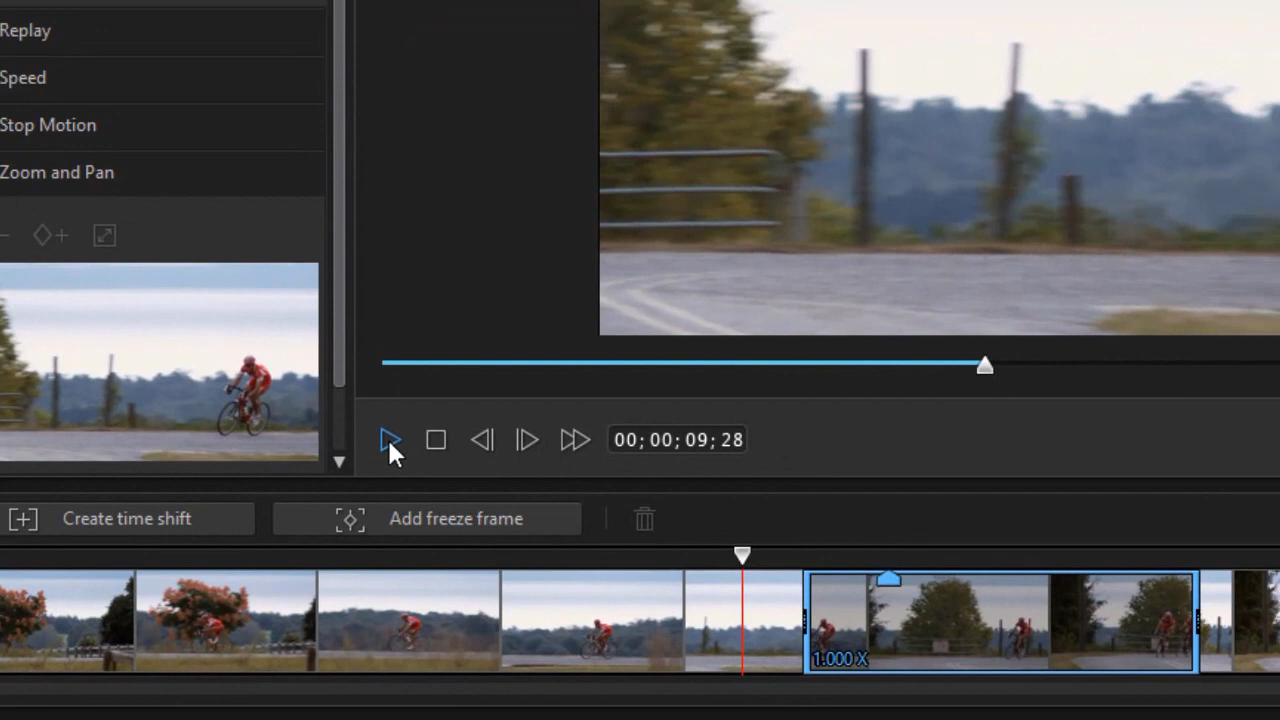 Replay
Speed
Stop Motion
Zoom and Pan
00; 00; 09; 28
Create time shift
Add freeze frame
1.000 X